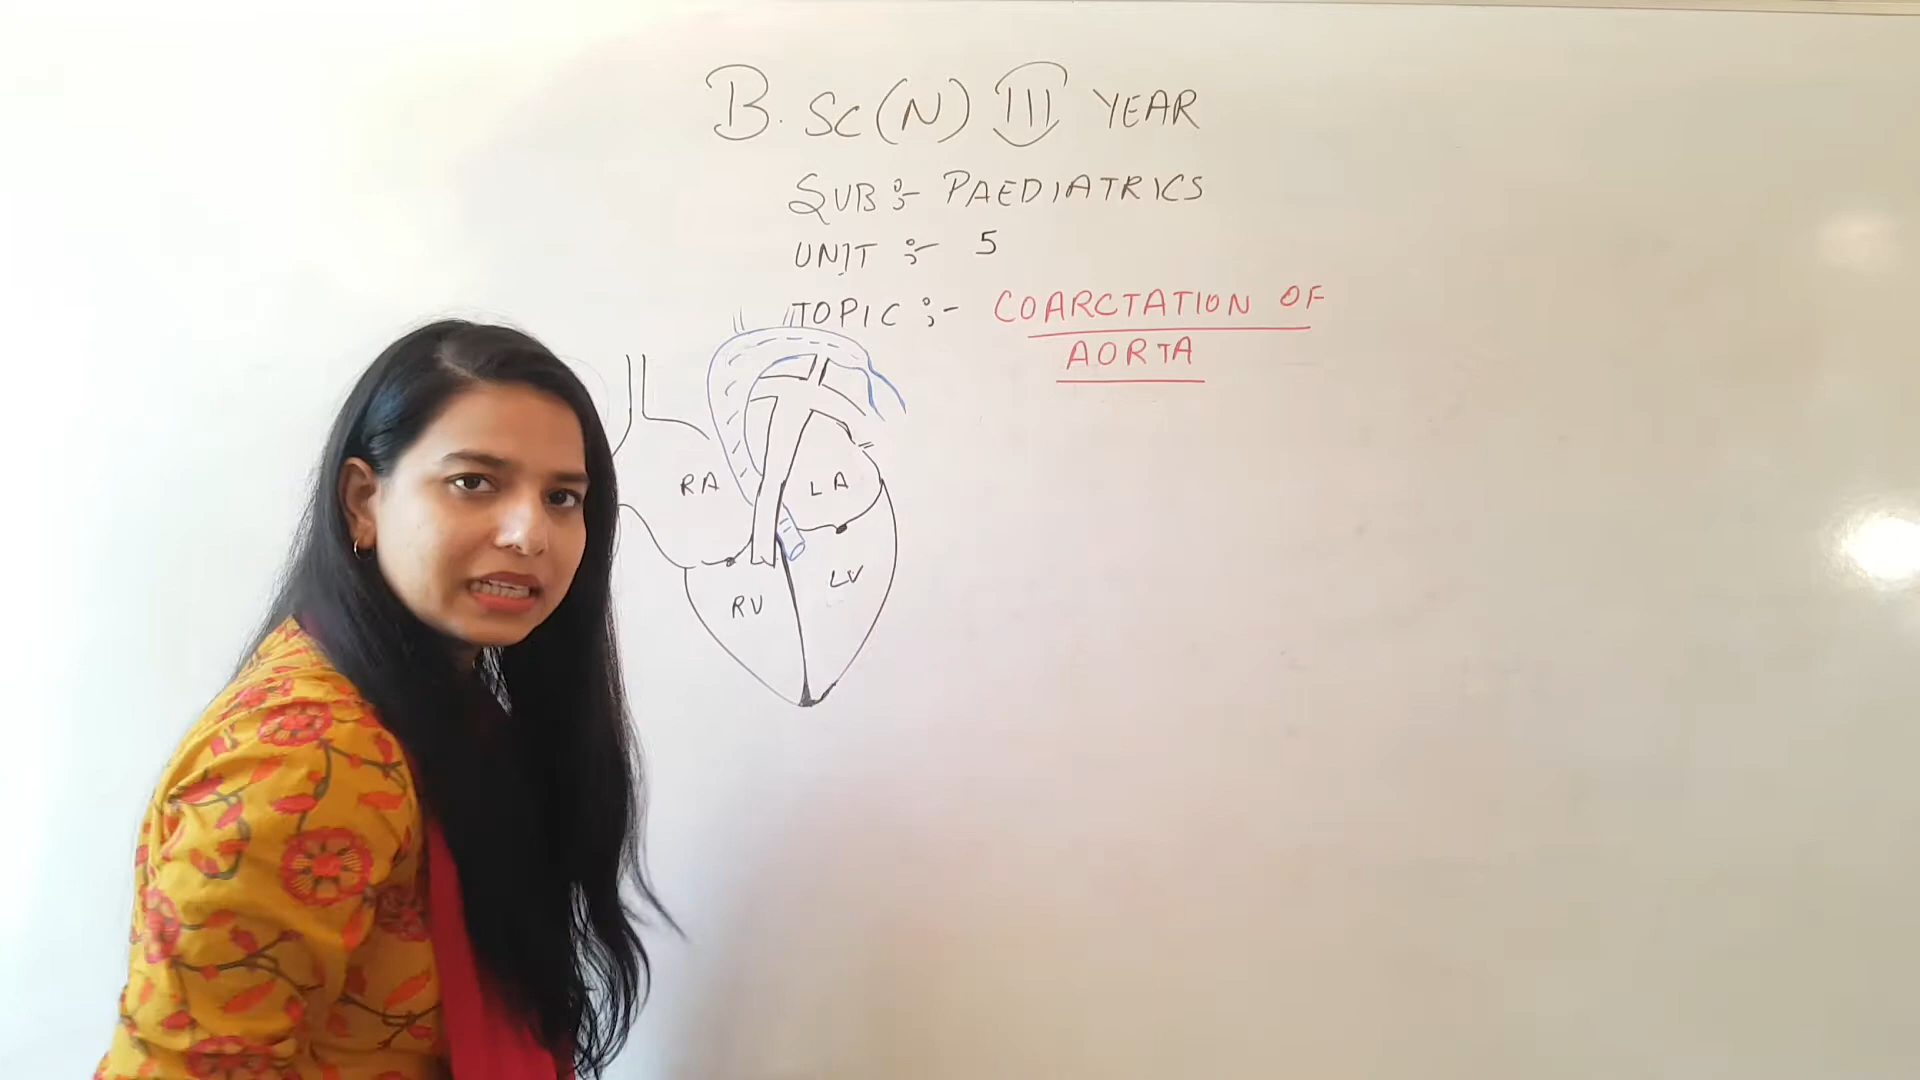 B.Sc(N) III YEAR
SUB :- PAEDIATRICS
UNIT :- 5
TOPIC :- COARCTATION OF
AORTA
RA
LA
LV
RV